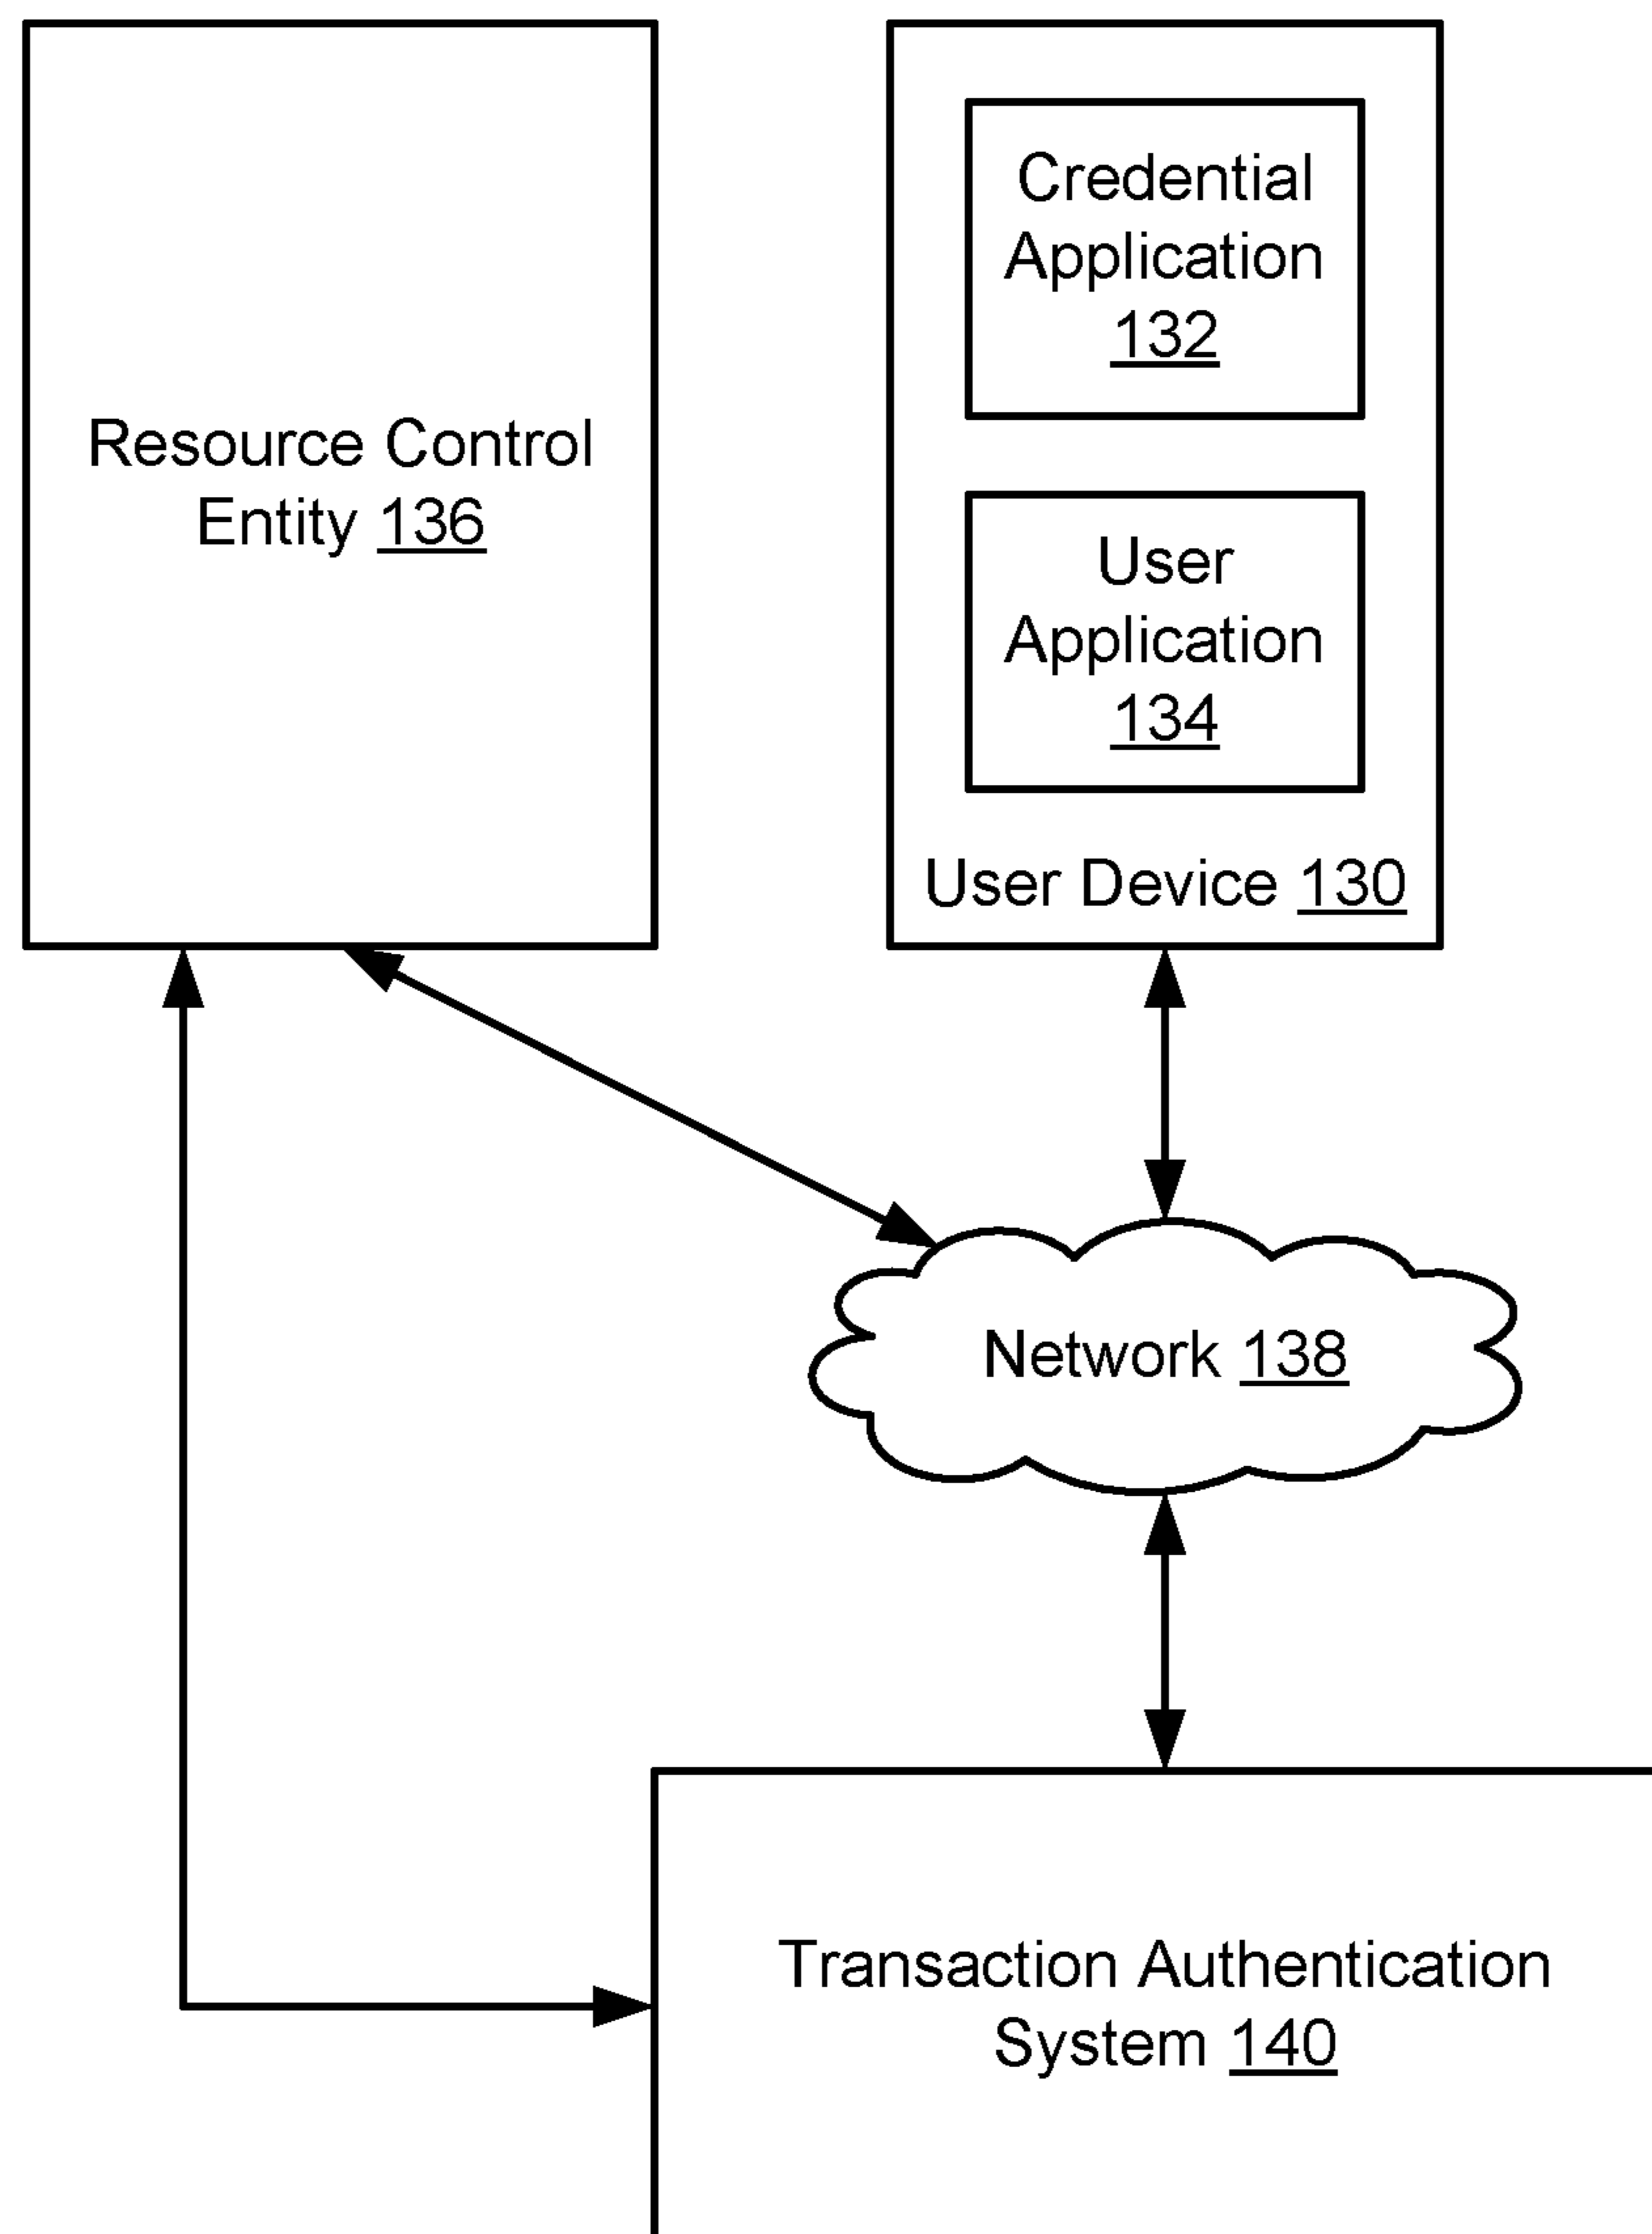 Resource Control
Entity 136
Credential
Application
132
User
Application
134
User Device 130
Network 138
Transaction Authentication
System 140